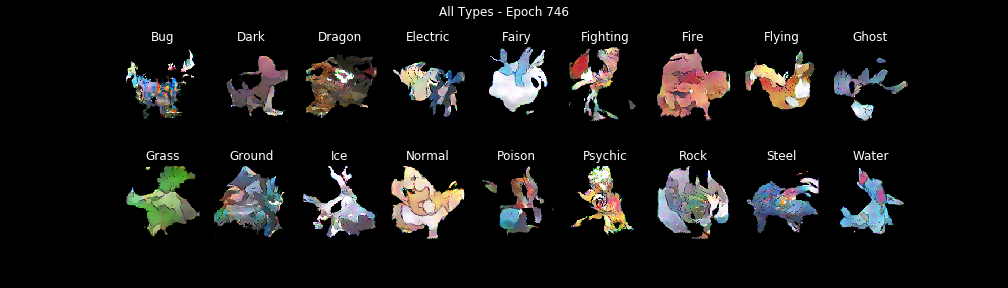 All Types - Epoch 746
Bug Dark Dragon Electric Fairy Fighting Fire Flying Ghost
Grass Ground Ice Normal Poison Psychic Rock Steel Water